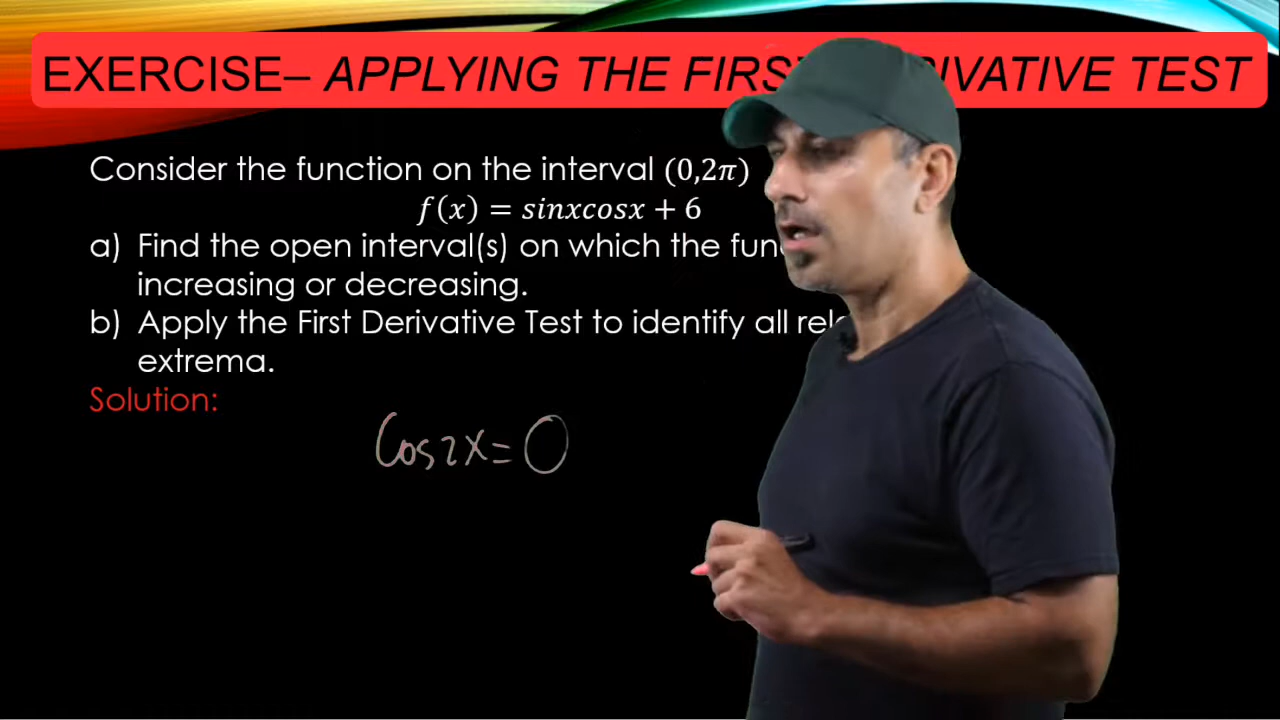 EXERCISE– APPLYING THE FIRS IVATIVE TEST
Consider the function on the interval (0,2π)
f(x) = sinxcosx + 6
a) Find the open interval(s) on which the fun
increasing or decreasing.
b) Apply the First Derivative Test to identify all rel
extrema.
Solution:
Cos2x=0